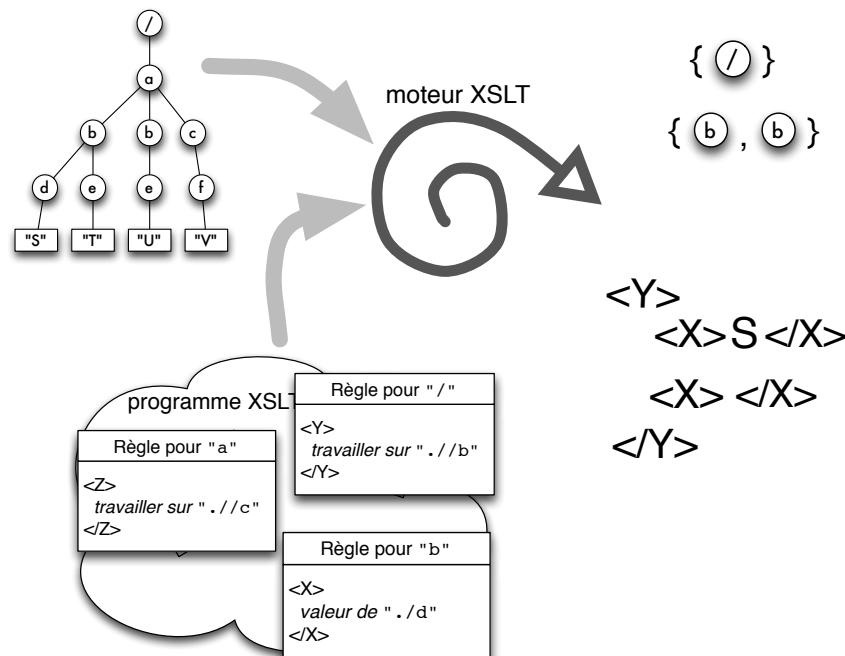 /
a
b b c
d e e f
"S" "T" "U" "V"
moteur XSLT
{ / }
{ b , b }
<Y>
<X> S </X>
<X> </X>
</Y>
programme XSLT
Règle pour "/"
<Y>
travailler sur ".//b"
</Y>
Règle pour "a"
<Z>
travailler sur ".//c"
</Z>
Règle pour "b"
<X>
valeur de "./d"
</X>